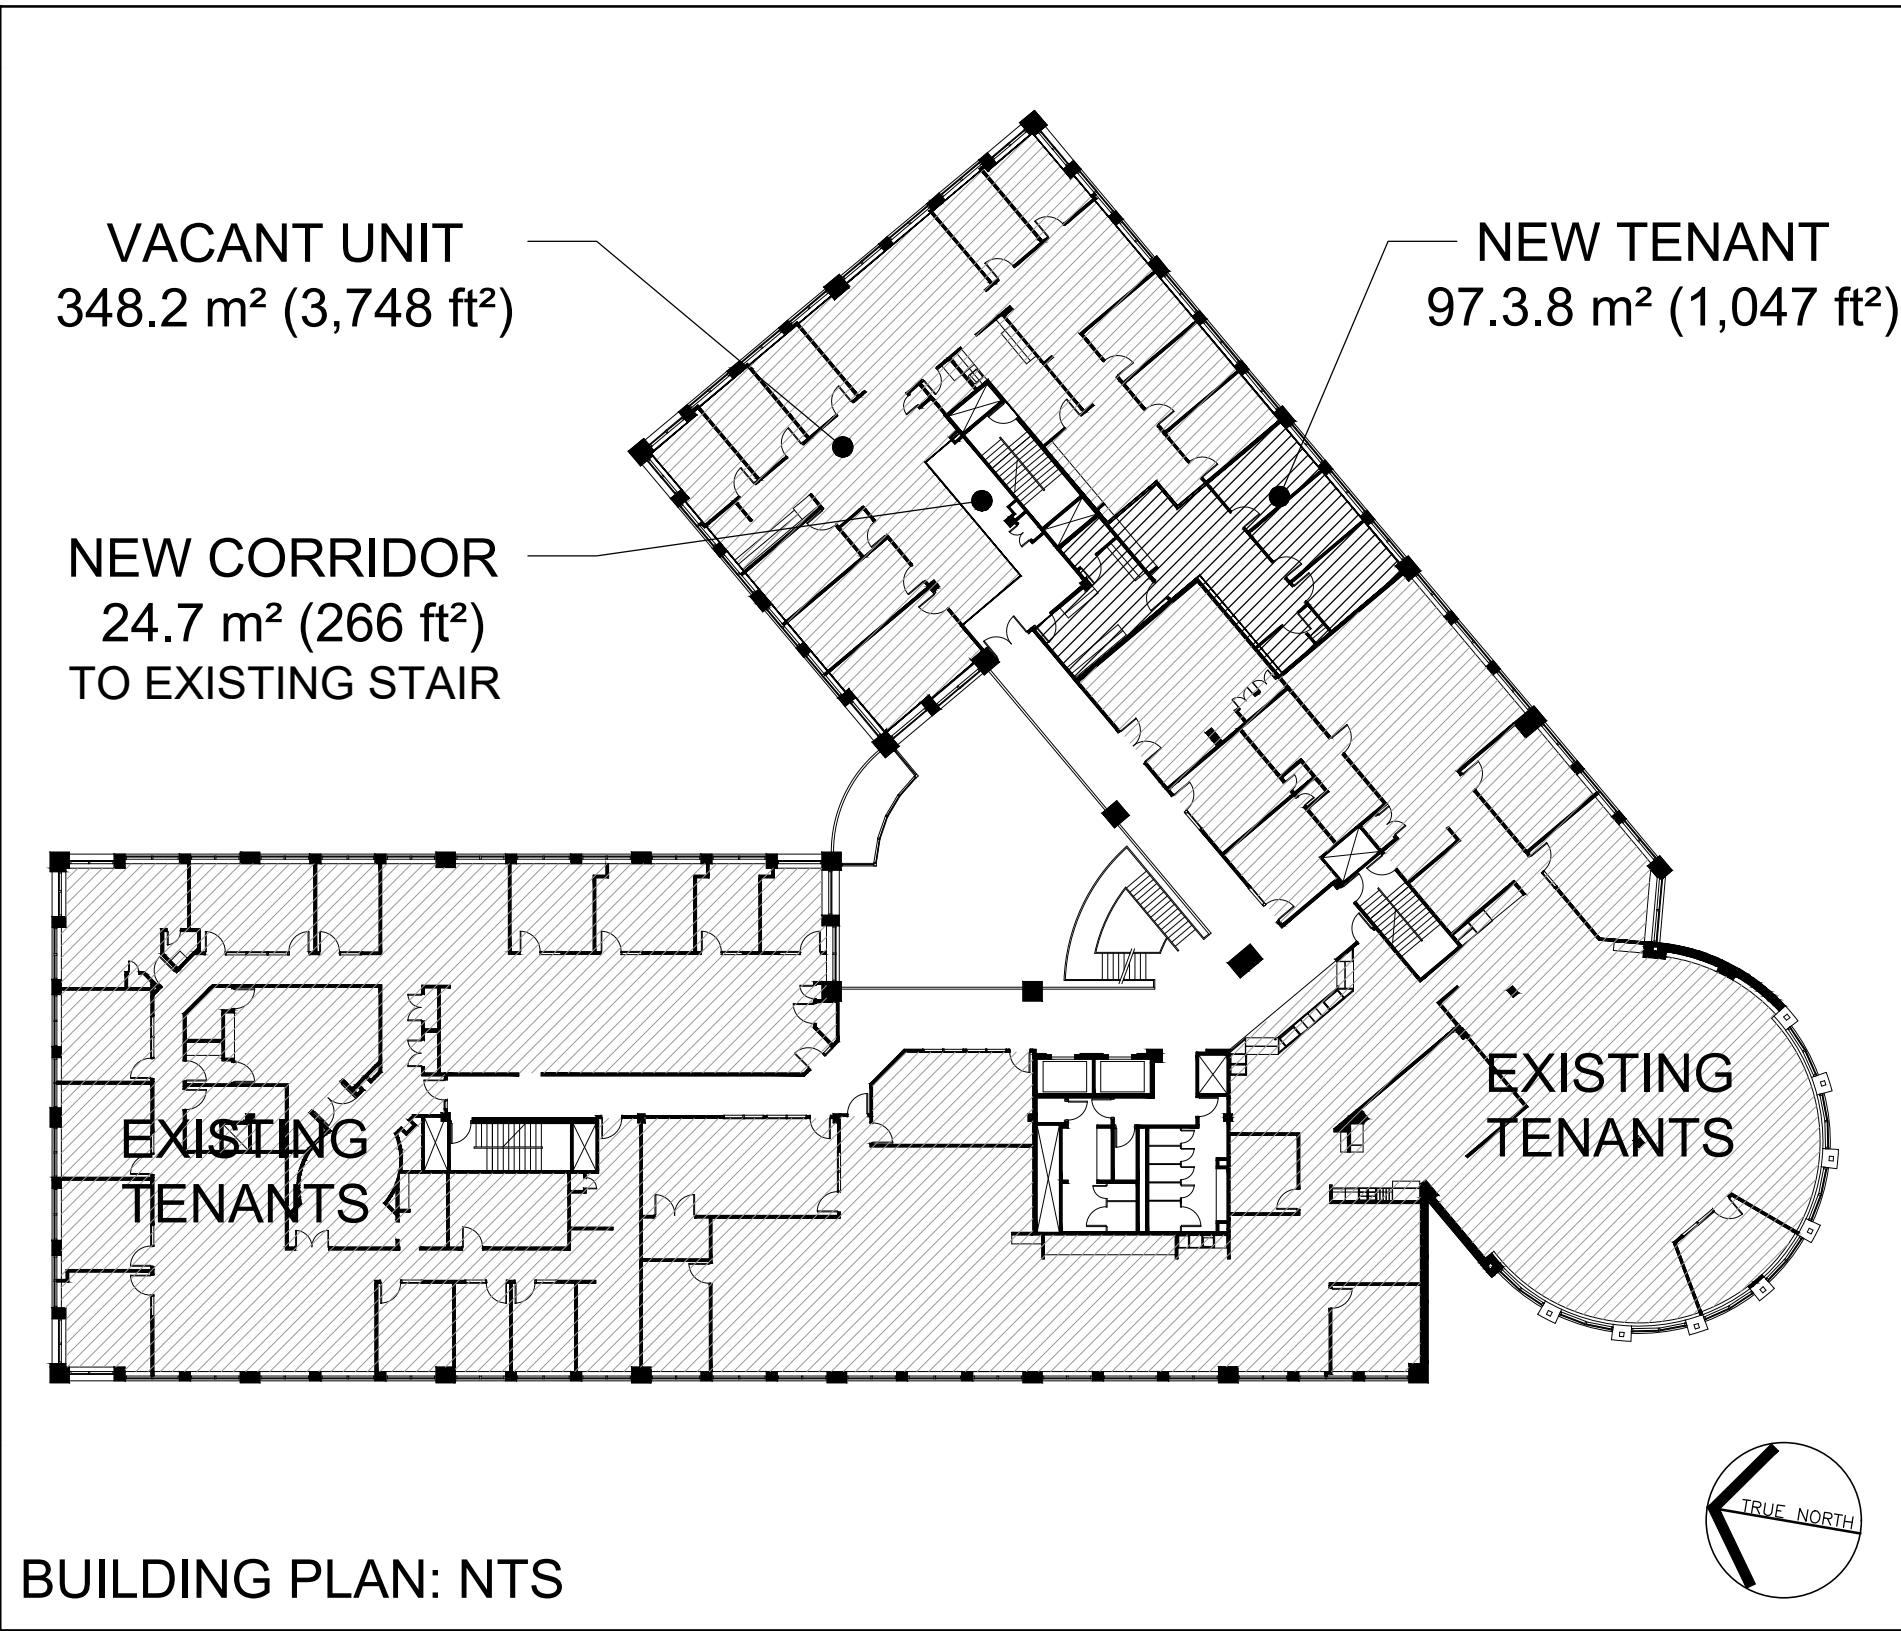 VACANT UNIT
348.2 m² (3,748 ft²)
NEW TENANT
97.3.8 m² (1,047 ft²)
NEW CORRIDOR
24.7 m² (266 ft²)
TO EXISTING STAIR
EXISTING
TENANTS
EXISTING
TENANTS
TRUE NORTH
BUILDING PLAN: NTS